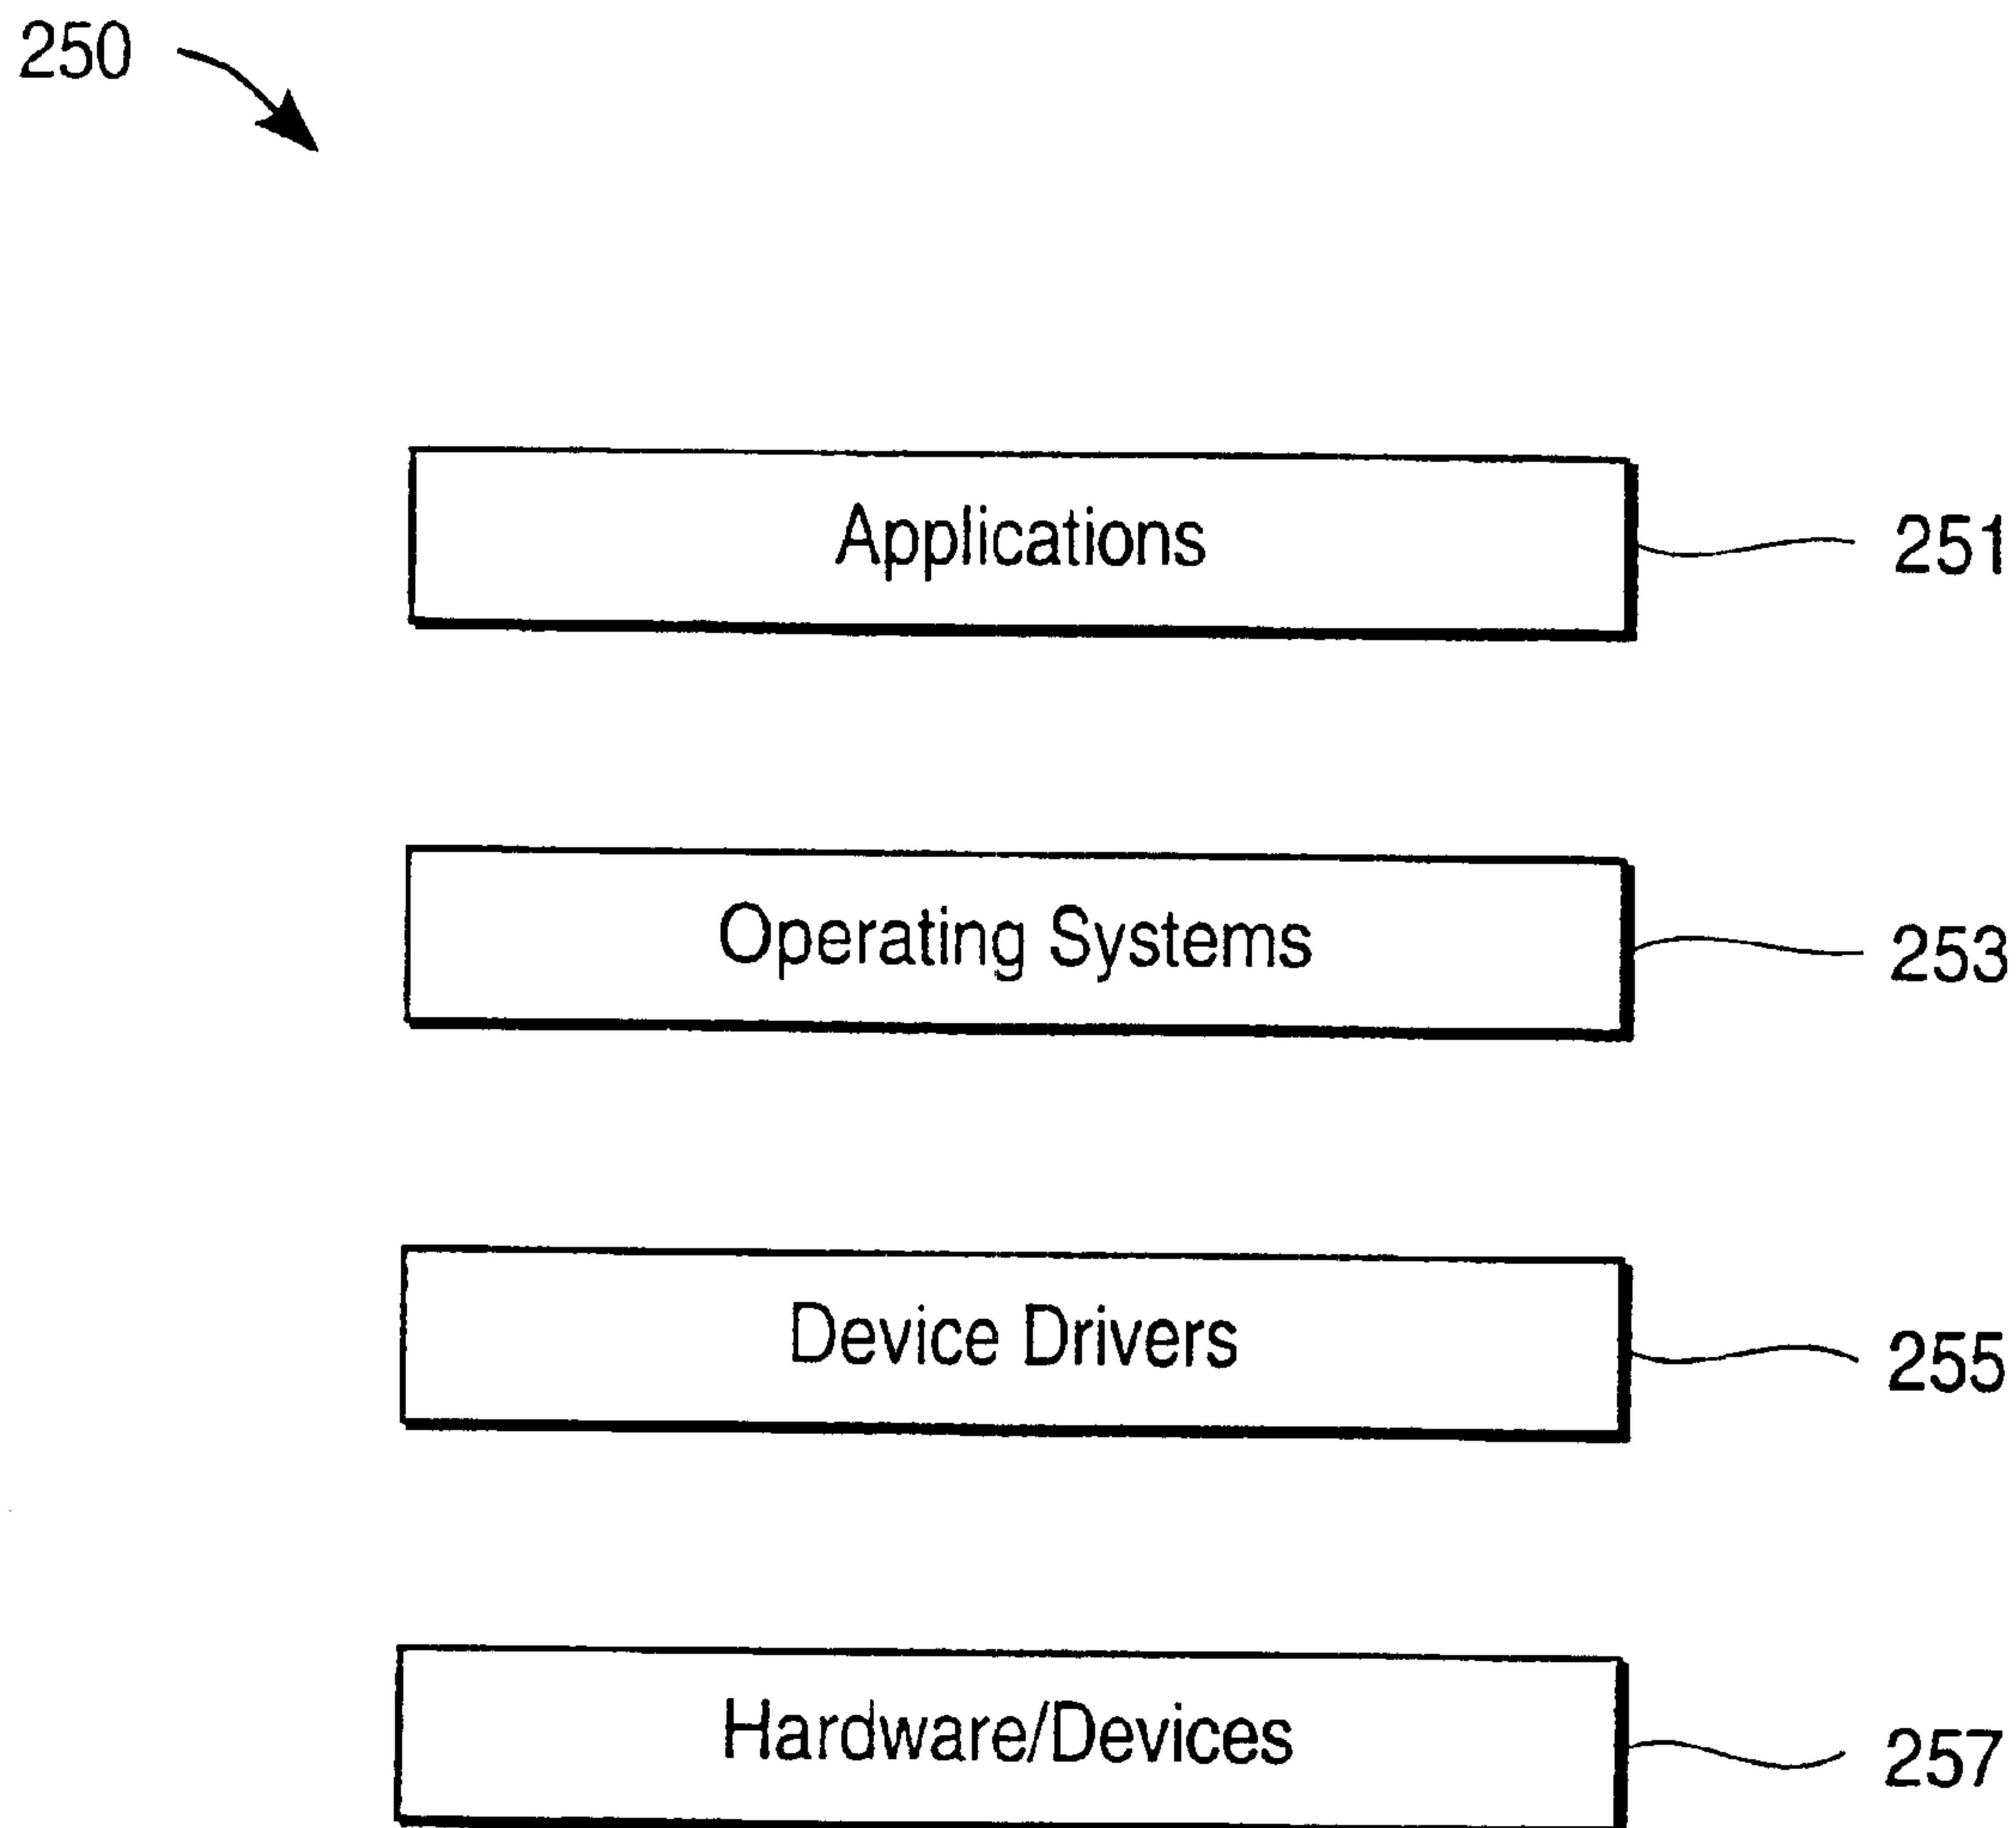 250
Applications 251
Operating Systems 253
Device Drivers 255
Hardware/Devices 257